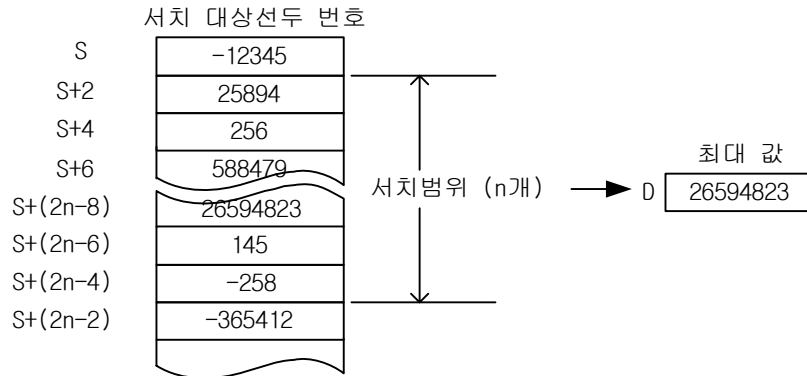 서치 대상선두 번호
S -12345
S+2 25894
S+4 256
S+6 588479
S+(2n-8) 26594823
S+(2n-6) 145
S+(2n-4) -258
S+(2n-2) -365412
서치범위 (n개)
최대 값
D 26594823